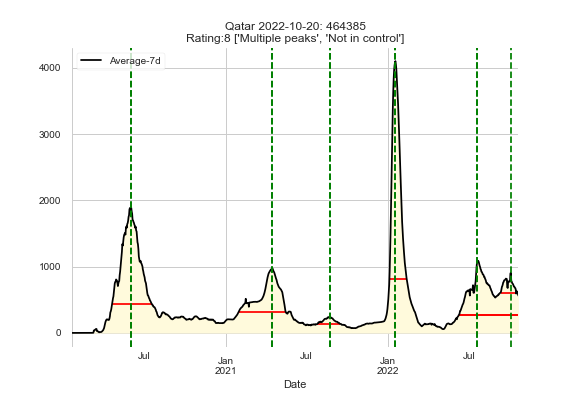 Qatar 2022-10-20: 464385
Rating:8 ['Multiple peaks', 'Not in control']
Average-7d
4000
3000
2000
1000
0
Jul
Jan
2021
Jul
Jan
2022
Jul
Date